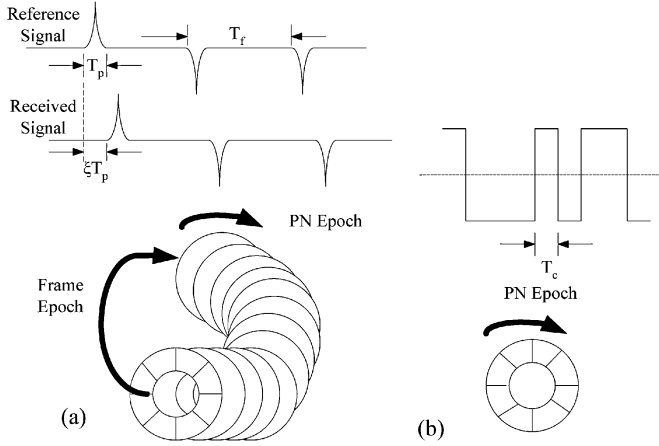 Reference
Signal
T_f
T_p
Received
Signal
ξT_p
PN Epoch
Frame
Epoch
(a)
T_c
PN Epoch
(b)